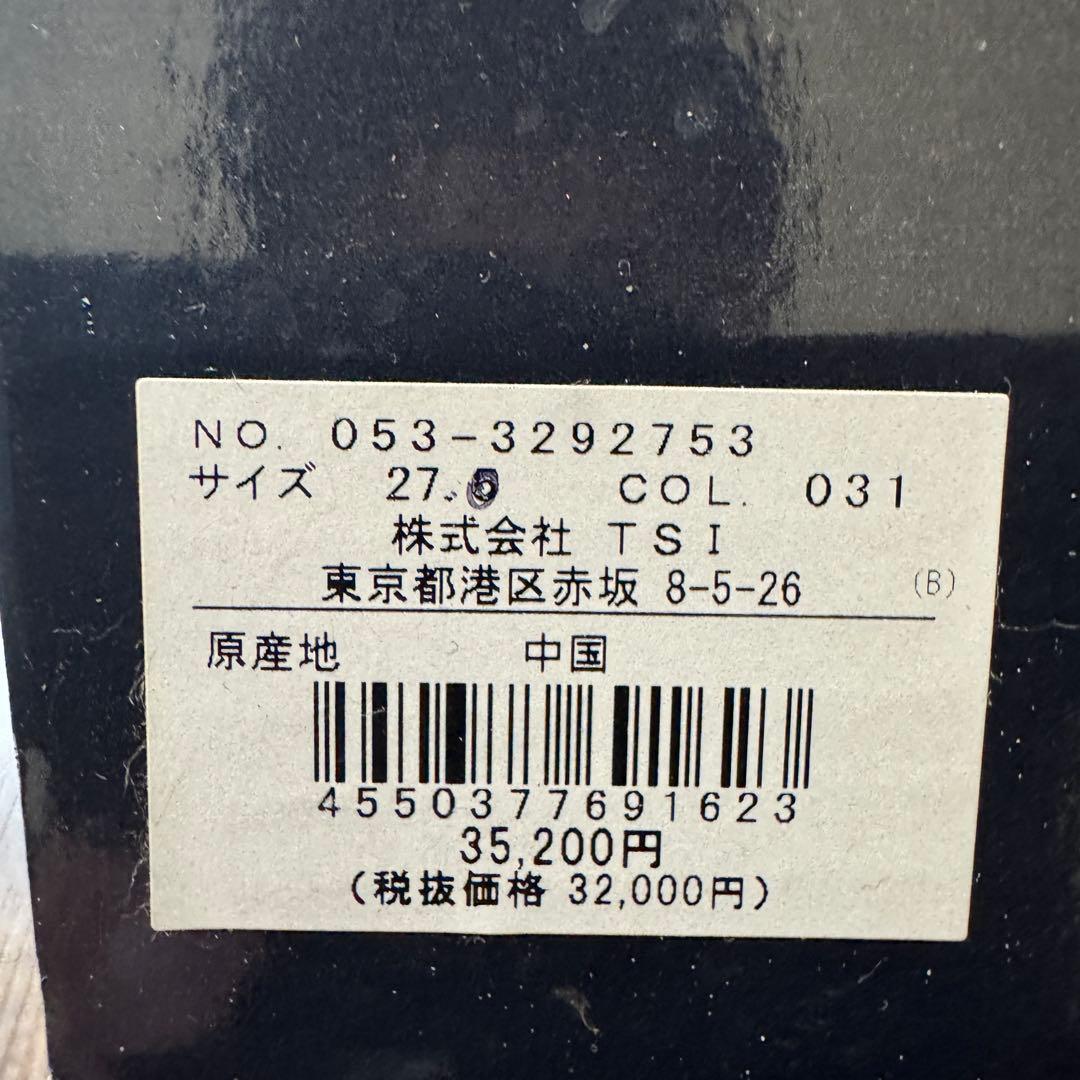 NO. 053-3292753
サイズ 27. COL. 031
株式会社 TSI
東京都港区赤坂 8-5-26 (B)
原産地 中国
4550377691623
35,200円
(税抜価格 32,000円)